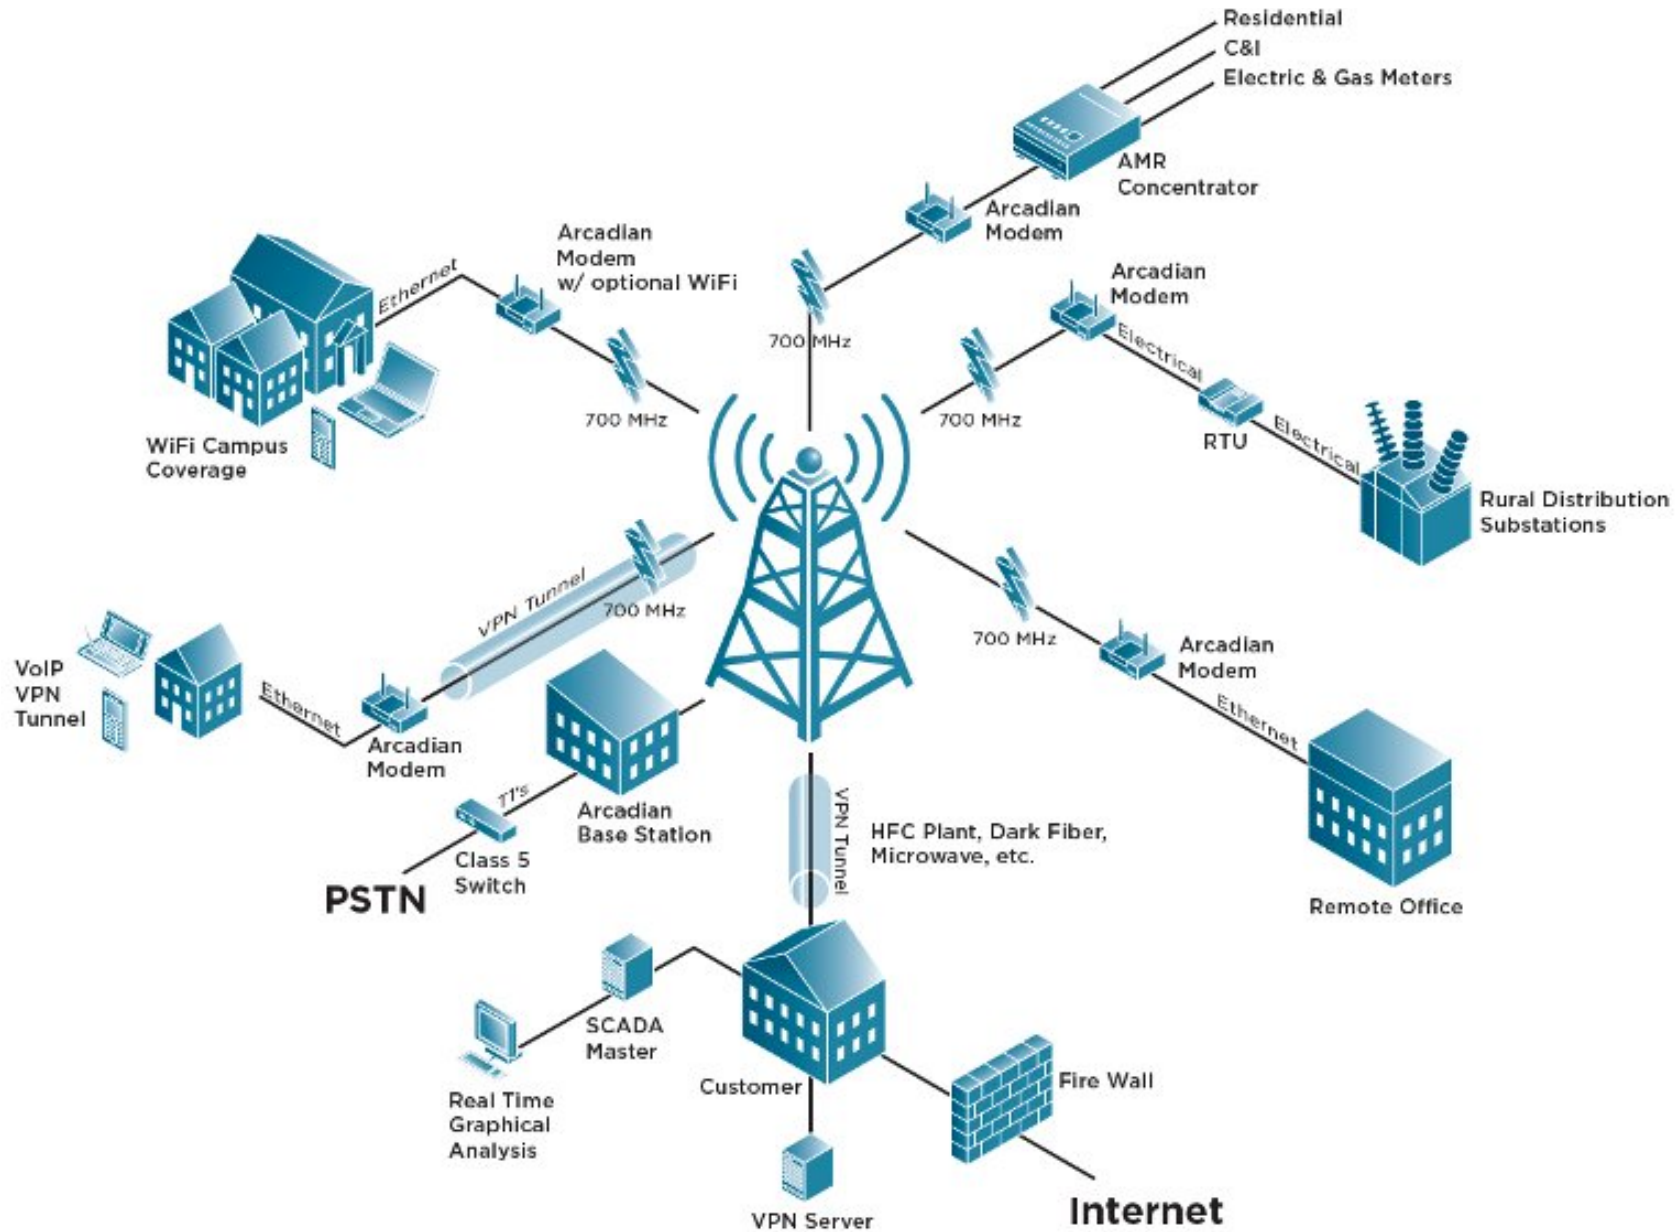 Residential
C&I
Electric & Gas Meters
AMR
Concentrator
Arcadian
Modem
700 MHz
Arcadian
Modem
w/ optional WiFi
Ethernet
700 MHz
WiFi Campus
Coverage
Arcadian
Modem
Electrical
700 MHz
RTU
Electrical
Rural Distribution
Substations
VPN Tunnel
700 MHz
VoIP
VPN
Tunnel
Ethernet
Arcadian
Modem
700 MHz
Arcadian
Modem
Ethernet
Remote Office
T1's
Arcadian
Base Station
Class 5
Switch
PSTN
VPN Tunnel
HFC Plant, Dark Fiber,
Microwave, etc.
SCADA
Master
Real Time
Graphical
Analysis
Customer
Fire Wall
VPN Server
Internet